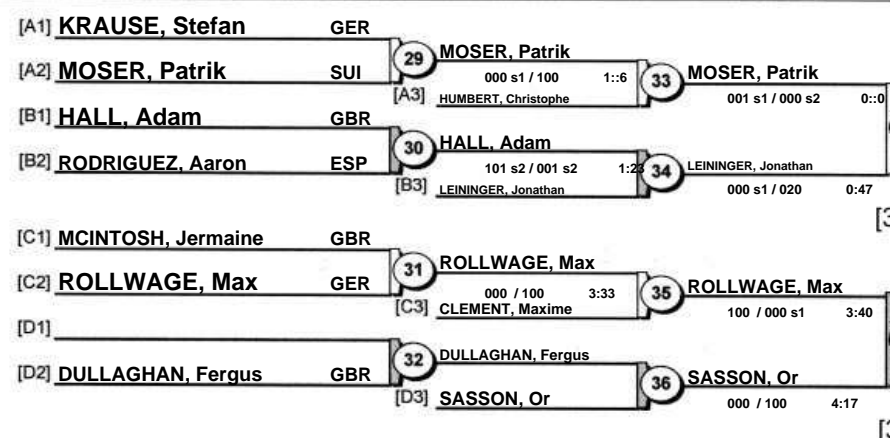 [A1] KRAUSE, Stefan GER
29 MOSER, Patrik
[A2] MOSER, Patrik SUI
000 s1 / 100 1::6
33 MOSER, Patrik
[A3] HUMBERT, Christophe
001 s1 / 000 s2 0::0
[B1] HALL, Adam GBR
30 HALL, Adam
[B2] RODRIGUEZ, Aaron ESP
101 s2 / 001 s2 1:23
34 LEININGER, Jonathan
[B3] LEININGER, Jonathan
000 s1 / 020 0:47
[C1] MCINTOSH, Jermaine GBR
31 ROLLWAGE, Max
[C2] ROLLWAGE, Max GER
000 / 100 3:33
35 ROLLWAGE, Max
[C3] CLEMENT, Maxime
100 / 000 s1 3:40
[D1]
32 DULLAGHAN, Fergus
[D2] DULLAGHAN, Fergus GBR
36 SASSON, Or
[D3] SASSON, Or
000 / 100 4:17